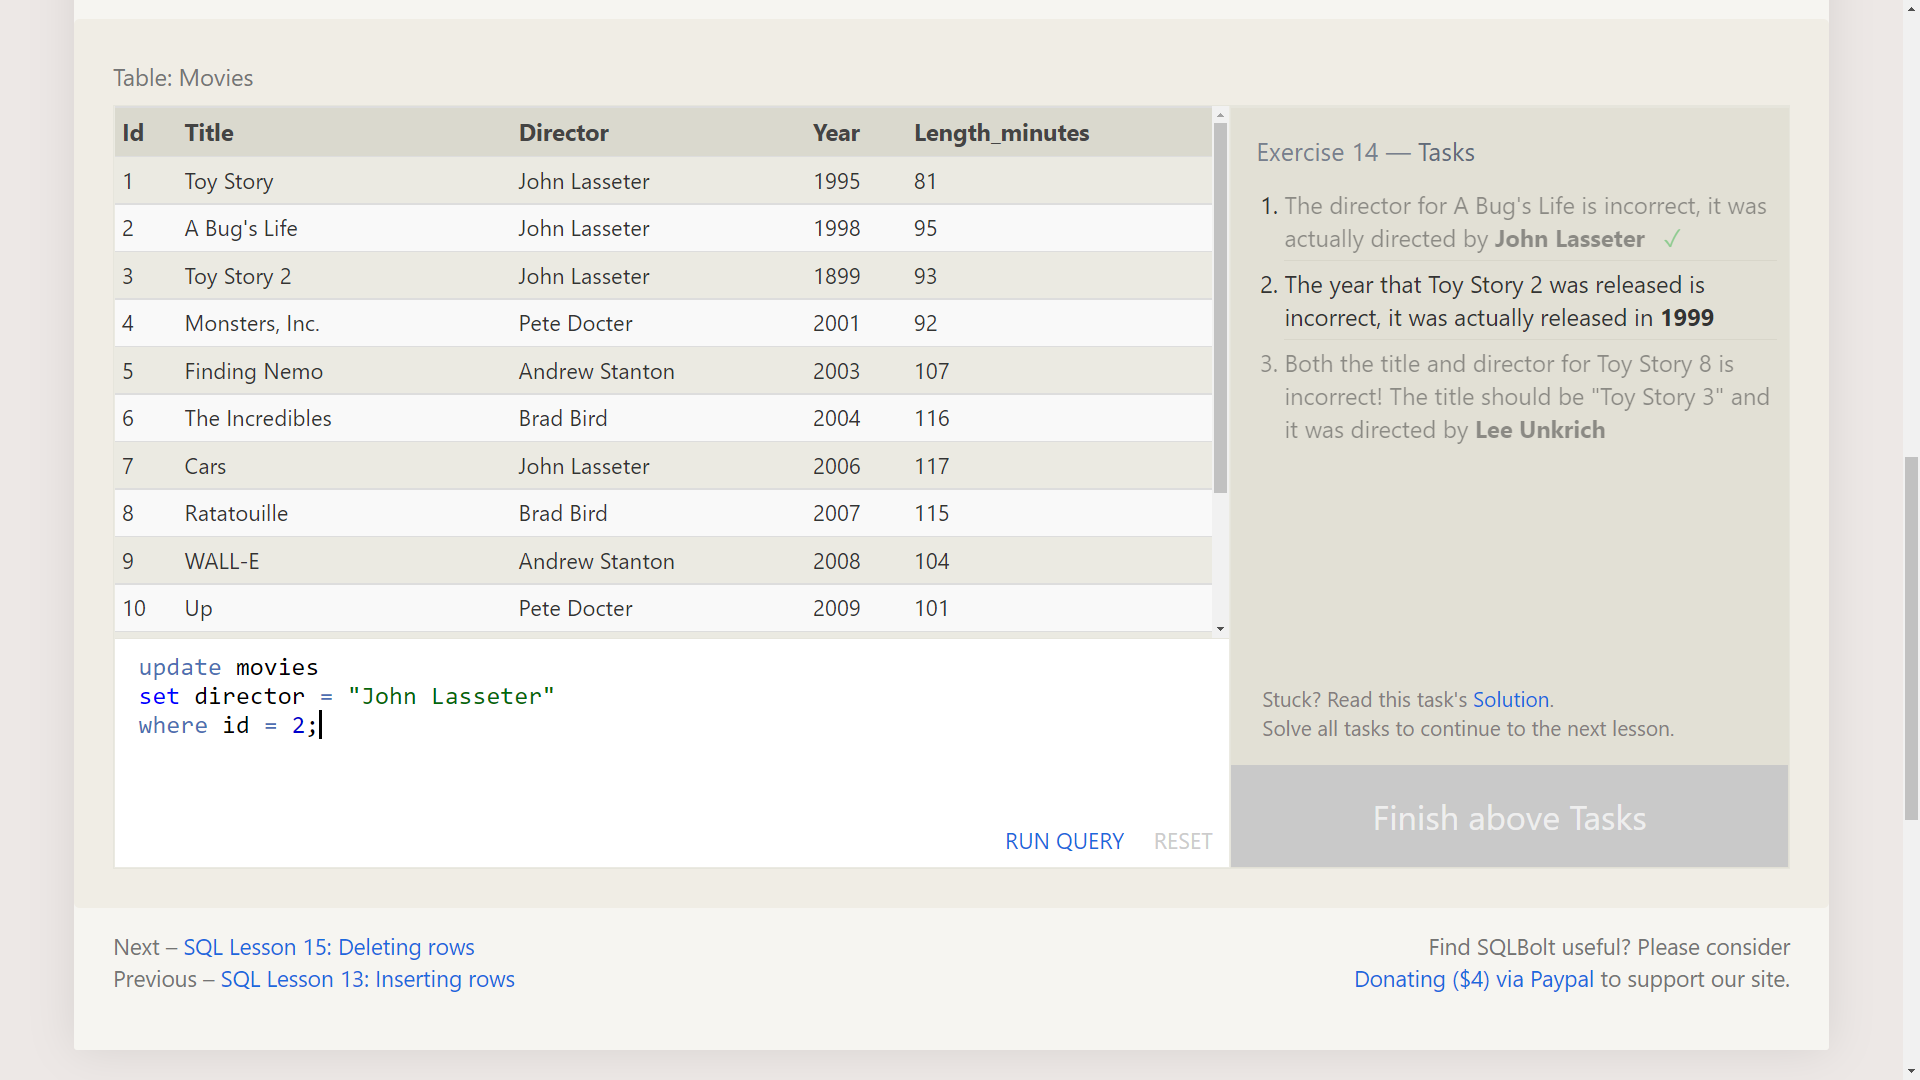 Table: Movies
Id Title Director Year Length_minutes
1 Toy Story John Lasseter 1995 81
2 A Bug's Life John Lasseter 1998 95
3 Toy Story 2 John Lasseter 1899 93
4 Monsters, Inc. Pete Docter 2001 92
5 Finding Nemo Andrew Stanton 2003 107
6 The Incredibles Brad Bird 2004 116
7 Cars John Lasseter 2006 117
8 Ratatouille Brad Bird 2007 115
9 WALL-E Andrew Stanton 2008 104
10 Up Pete Docter 2009 101
update movies
set director = "John Lasseter"
where id = 2;
RUN QUERY RESET
Exercise 14 — Tasks
1. The director for A Bug's Life is incorrect, it was
actually directed by John Lasseter ✓
2. The year that Toy Story 2 was released is
incorrect, it was actually released in 1999
3. Both the title and director for Toy Story 8 is
incorrect! The title should be "Toy Story 3" and
it was directed by Lee Unkrich
Stuck? Read this task's Solution.
Solve all tasks to continue to the next lesson.
Finish above Tasks
Next – SQL Lesson 15: Deleting rows
Previous – SQL Lesson 13: Inserting rows
Find SQLBolt useful? Please consider
Donating ($4) via Paypal to support our site.